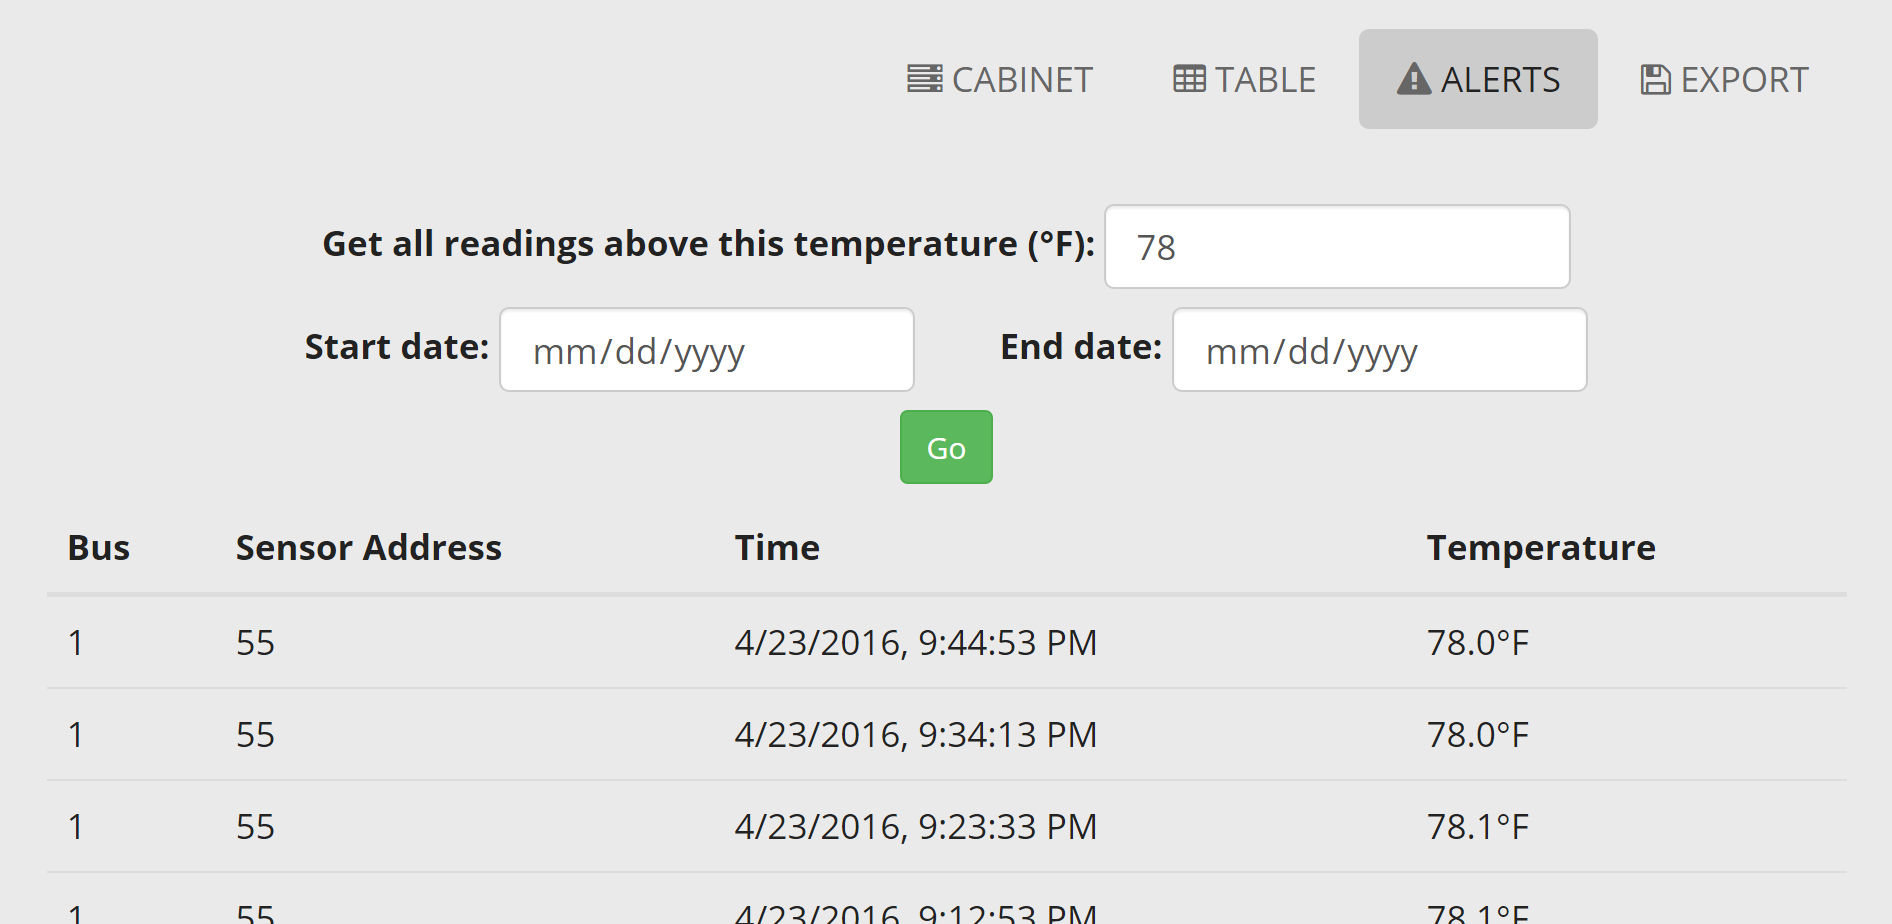 CABINET TABLE ALERTS EXPORT
Get all readings above this temperature (°F): 78
Start date: mm/dd/yyyy End date: mm/dd/yyyy
Go
Bus Sensor Address Time Temperature
1 55 4/23/2016, 9:44:53 PM 78.0°F
1 55 4/23/2016, 9:34:13 PM 78.0°F
1 55 4/23/2016, 9:23:33 PM 78.1°F
1 55 4/23/2016, 9:12:53 PM 78.1°F